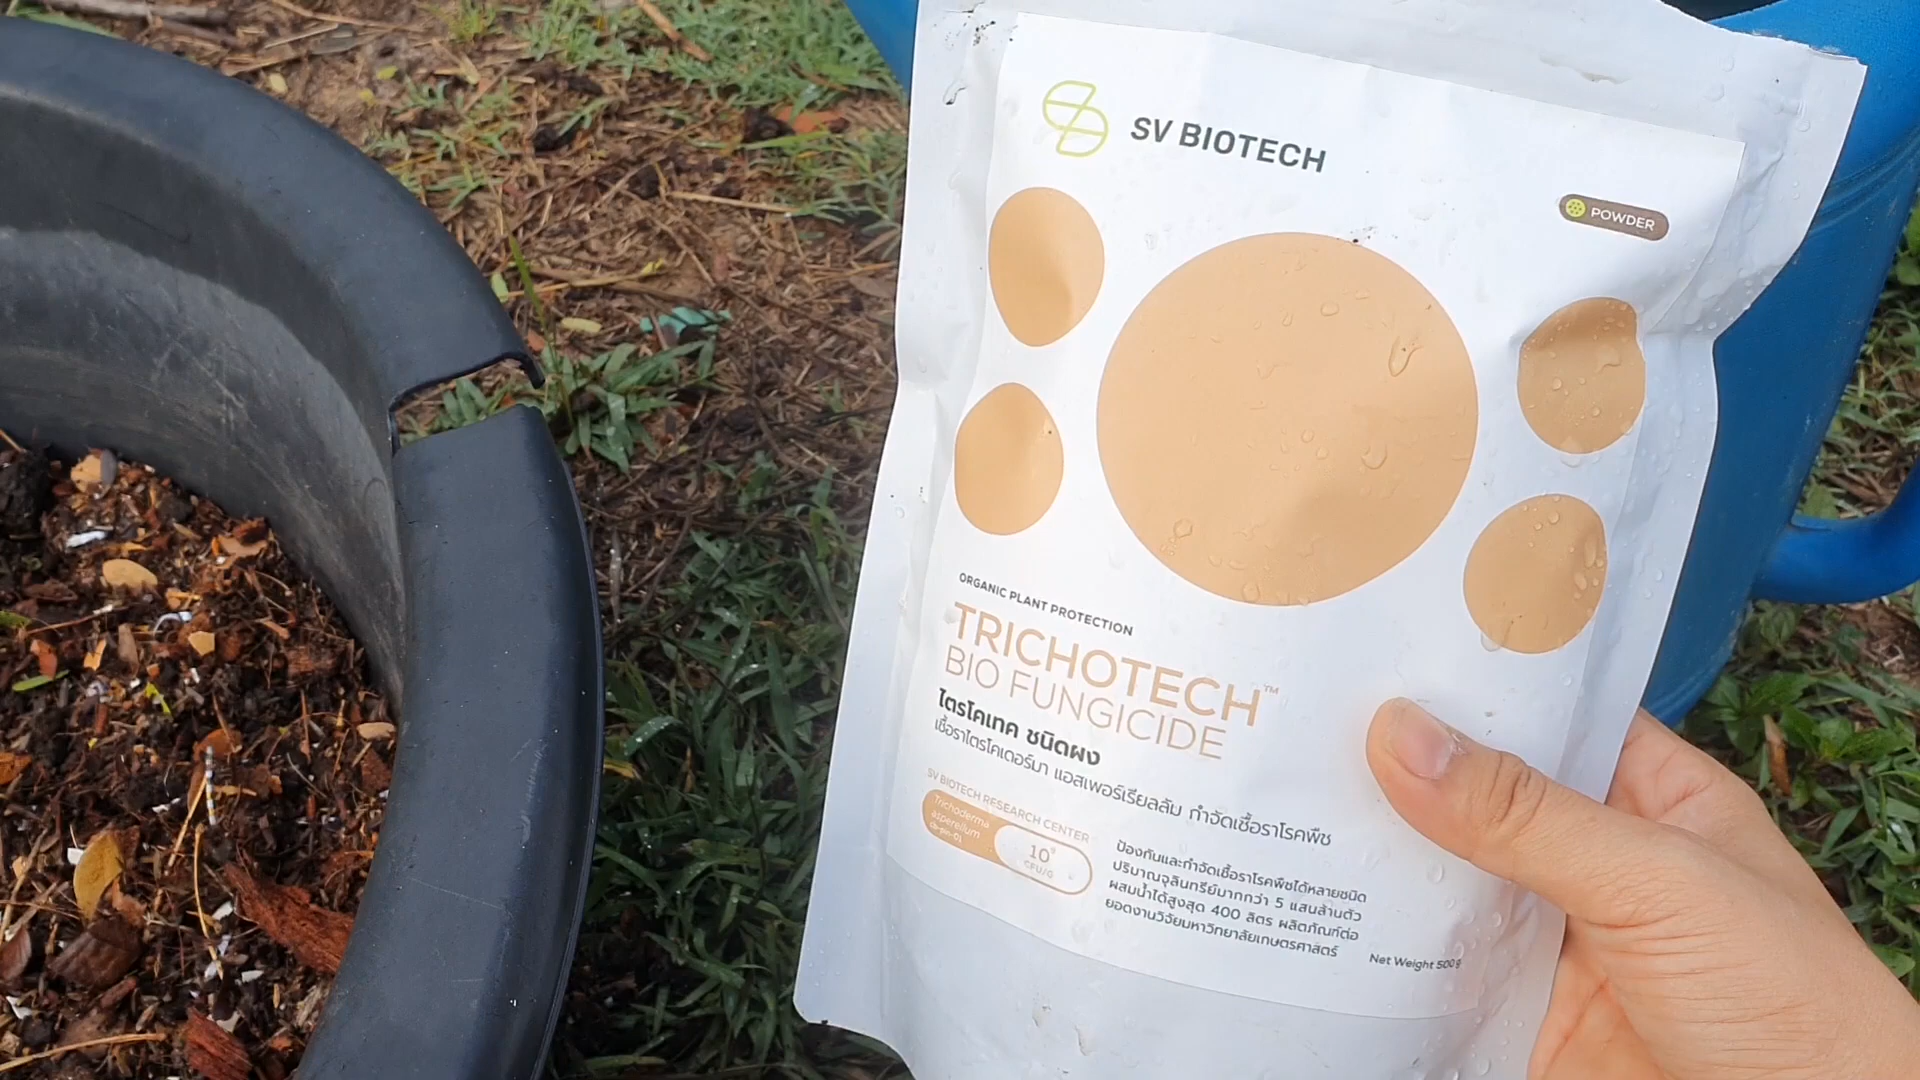 SV BIOTECH
POWDER
ORGANIC PLANT PROTECTION
TRICHOTECH™
BIO FUNGICIDE
ไตรโคเทค ชนิดผง
เชื้อราไตรโคเดอร์มา แอสเพอร์เรียลลัม กำจัดเชื้อราโรคพืช
SV BIOTECH RESEARCH CENTER
Trichoderma
asperellum
10⁹
CFU/G
ป้องกันและกำจัดเชื้อราโรคพืชได้หลายชนิด
ปริมาณจุลินทรีย์มากกว่า 5 แสนล้านตัว
ผสมน้ำได้สูงสุด 400 ลิตร ผลิตภัณฑ์ต่อ
ยอดงานวิจัยมหาวิทยาลัยเกษตรศาสตร์
Net Weight 500 g